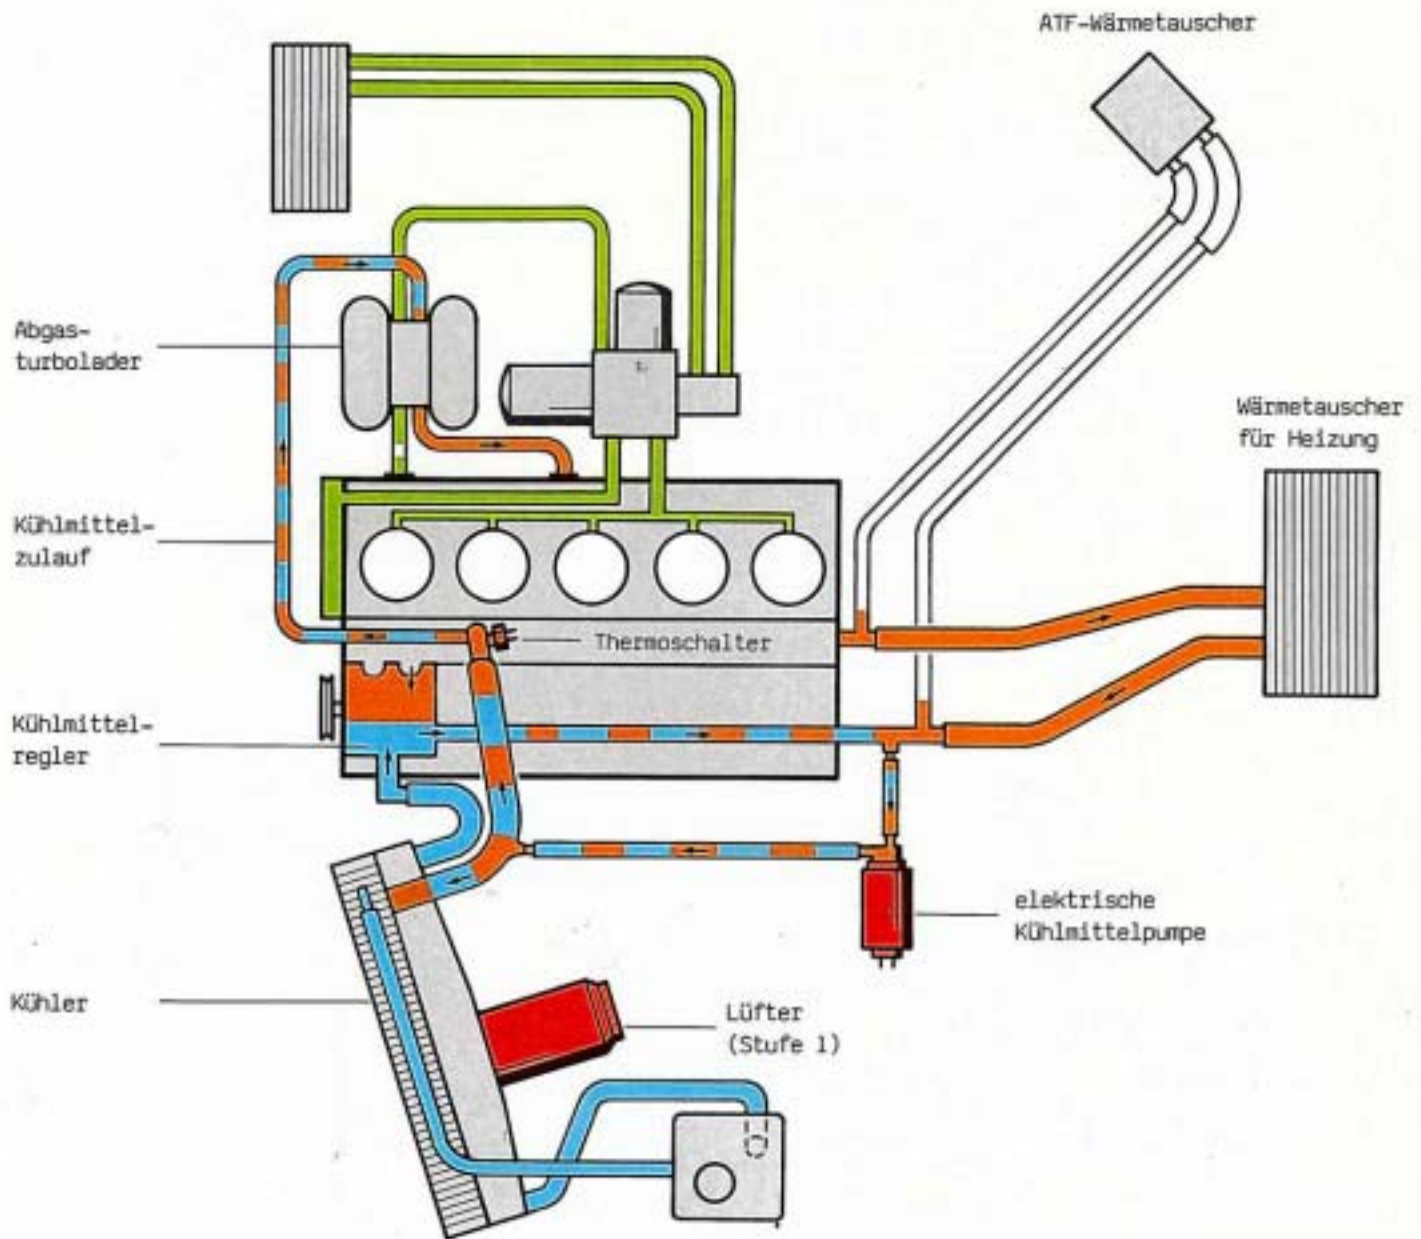 ATF-Wärmetauscher
Abgas-
turbolader
Wärmetauscher
für Heizung
Kühlmittel-
zulauf
Thermoschalter
Kühlmittel-
regler
elektrische
Kühlmittelpumpe
Kühler
Lüfter
(Stufe 1)